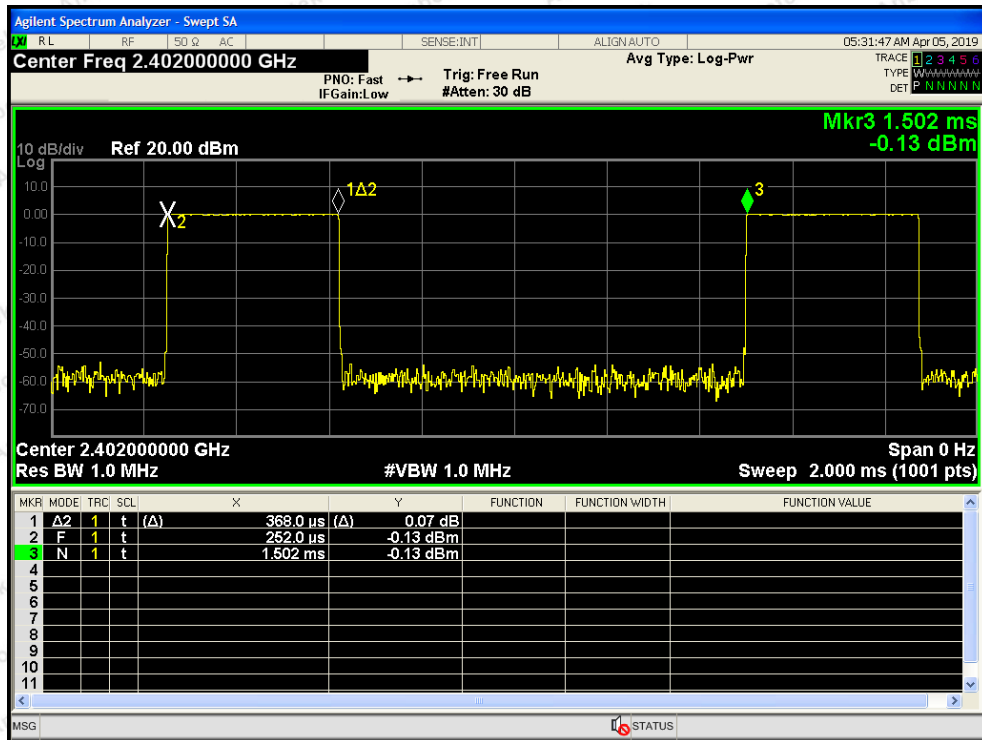 Agilent Spectrum Analyzer - Swept SA
LXI RL RF 50 Ω AC SENSE:INT ALIGNAUTO 05:31:47 AM Apr 05, 2019
Center Freq 2.402000000 GHz Avg Type: Log-Pwr TRACE 1 2 3 4 5 6
PNO: Fast Trig: Free Run TYPE WWWWWW
IFGain:Low #Atten: 30 dB DET P N N N N N
Mkr3 1.502 ms
10 dB/div Ref 20.00 dBm -0.13 dBm
Log
10.0
1Δ2 3
0.00
2
-10.0
-20.0
-30.0
-40.0
-50.0
-60.0
-70.0
Center 2.402000000 GHz Span 0 Hz
Res BW 1.0 MHz #VBW 1.0 MHz Sweep 2.000 ms (1001 pts)
MKR MODE TRC SCL X Y FUNCTION FUNCTION WIDTH FUNCTION VALUE
1 Δ2 1 t (Δ) 368.0 µs (Δ) 0.07 dB
2 F 1 t 252.0 µs -0.13 dBm
3 N 1 t 1.502 ms -0.13 dBm
4
5
6
7
8
9
10
11
MSG STATUS